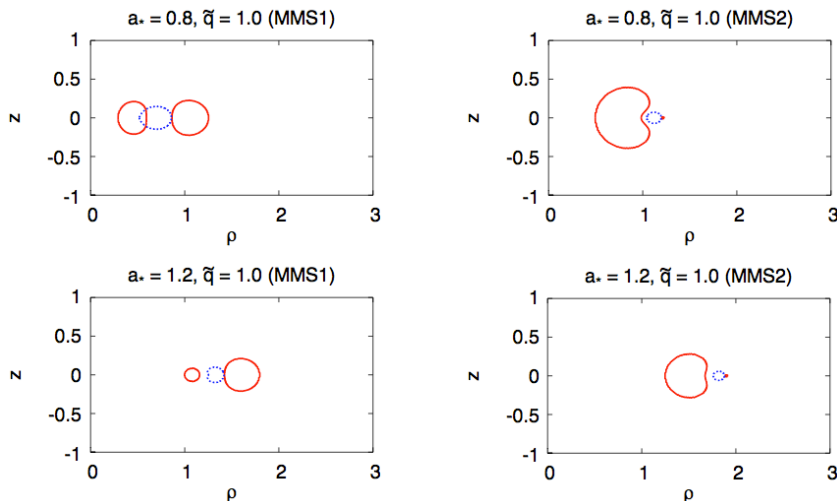 a* = 0.8, q̃ = 1.0 (MMS1)
1
0.5
0
-0.5
-1
z
0 1 2 3
ρ
a* = 0.8, q̃ = 1.0 (MMS2)
1
0.5
0
-0.5
-1
z
0 1 2 3
ρ
a* = 1.2, q̃ = 1.0 (MMS1)
1
0.5
0
-0.5
-1
z
0 1 2 3
ρ
a* = 1.2, q̃ = 1.0 (MMS2)
1
0.5
0
-0.5
-1
z
0 1 2 3
ρ